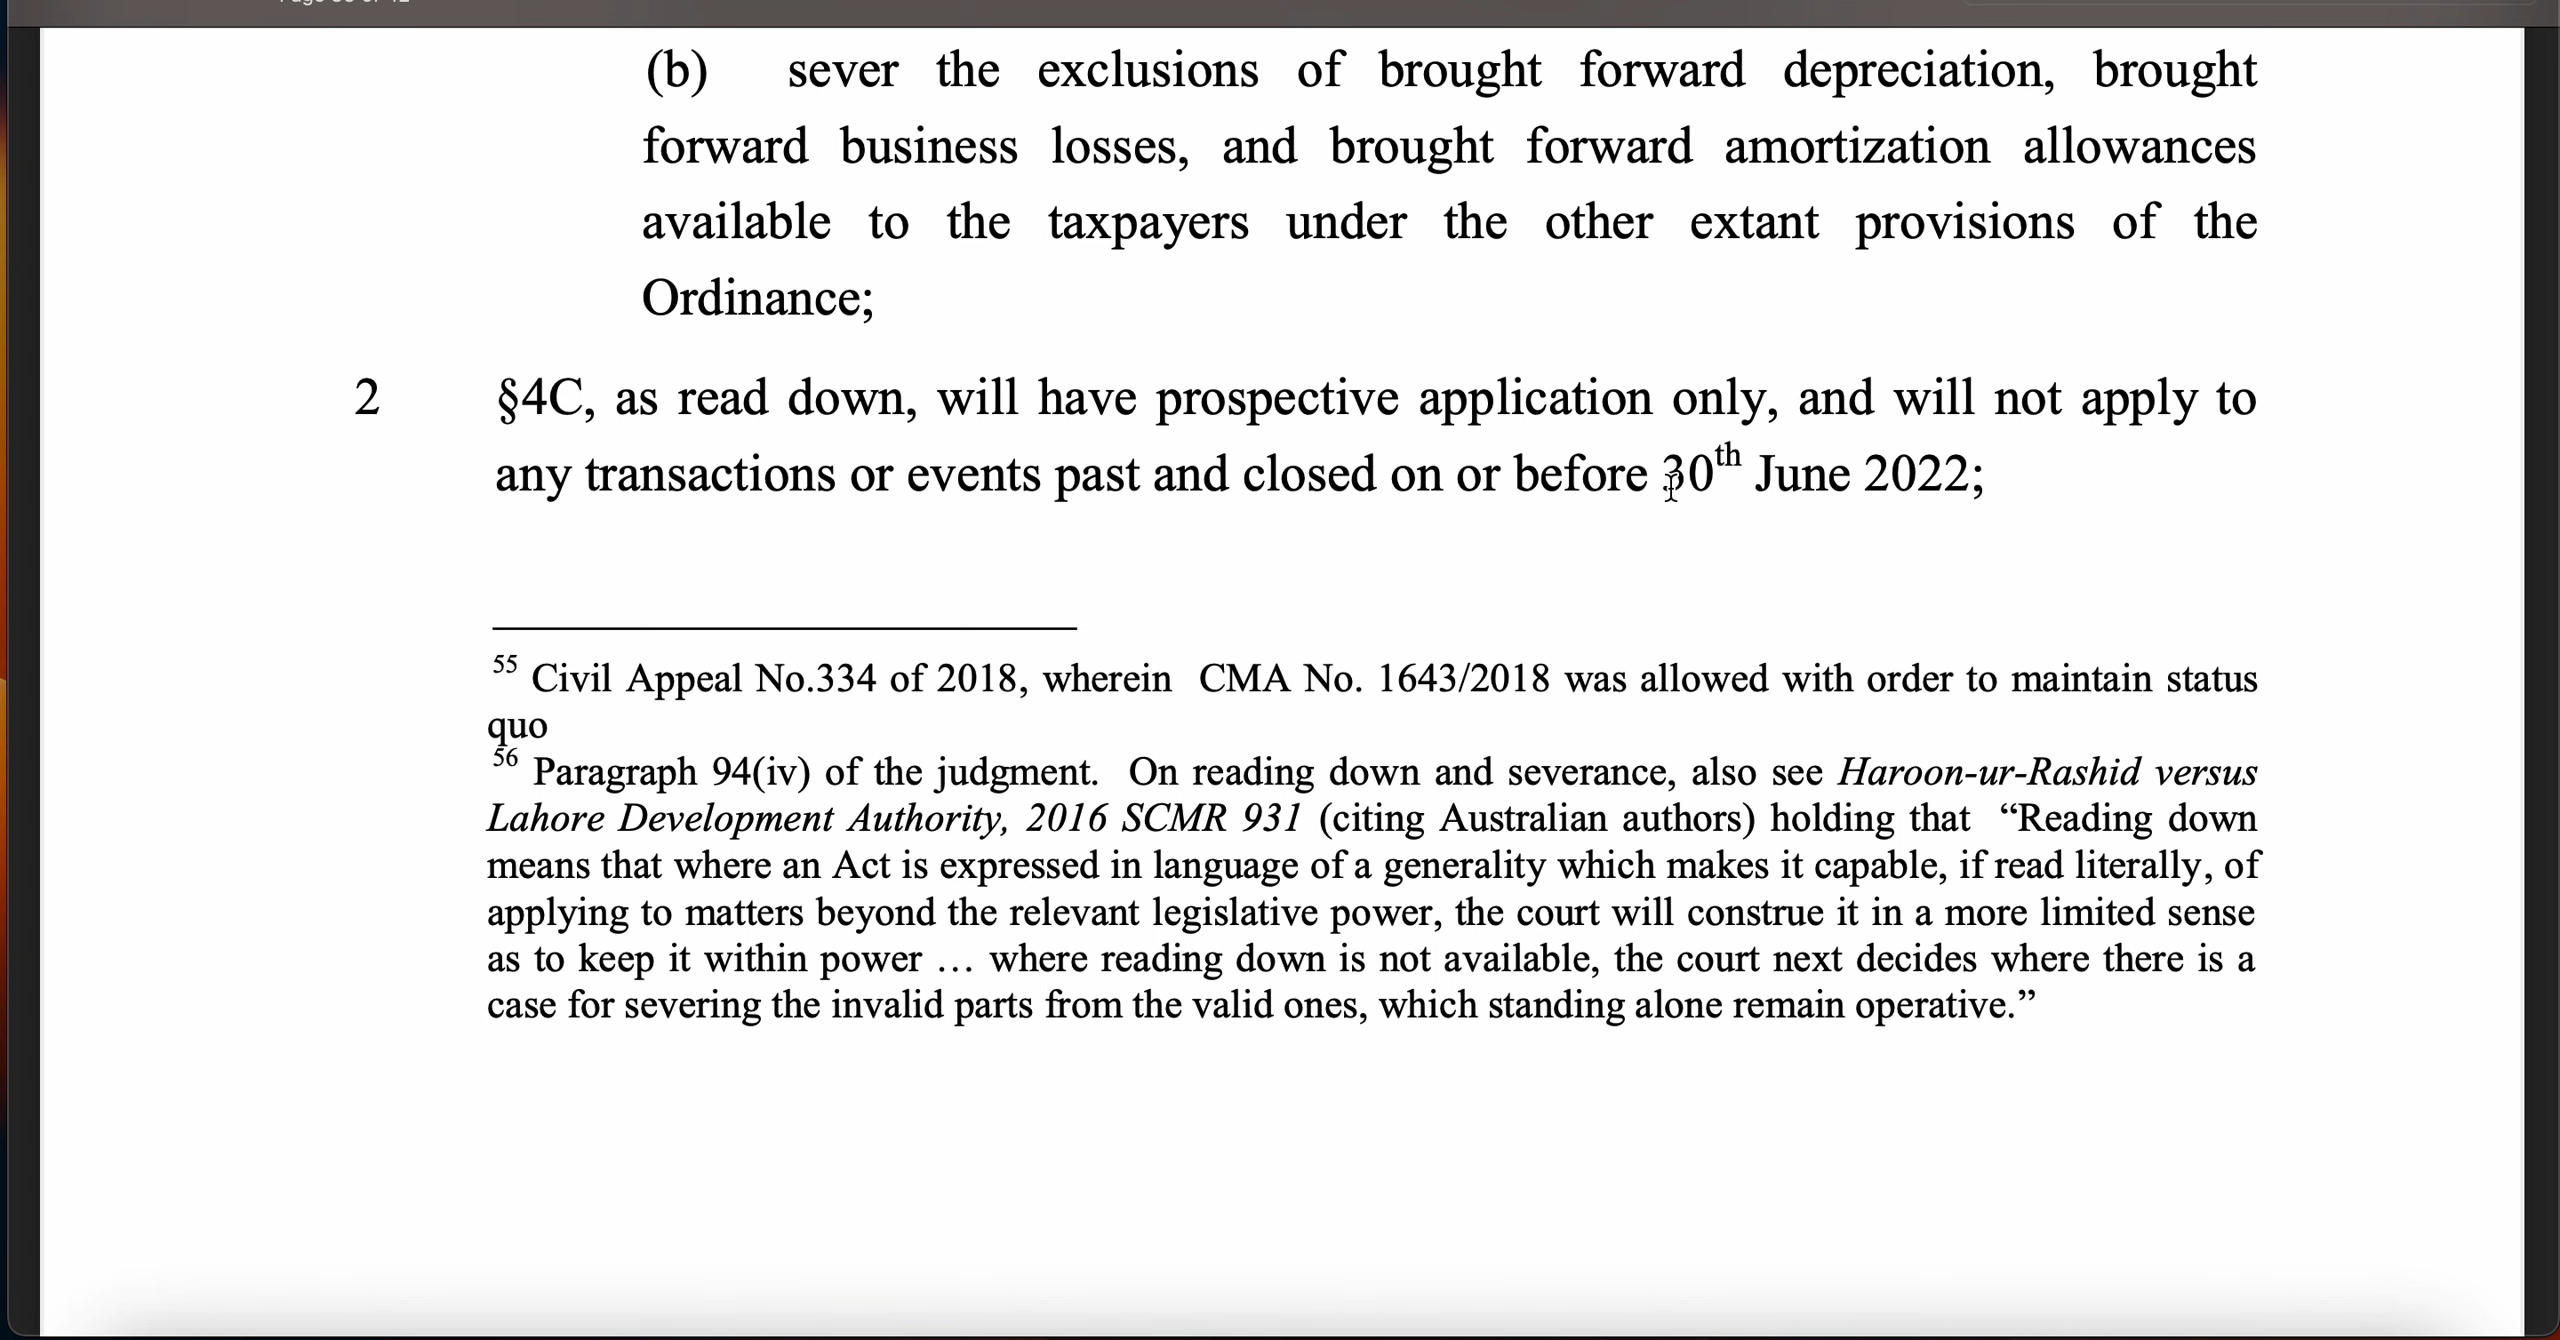 (b) sever the exclusions of brought forward depreciation, brought
forward business losses, and brought forward amortization allowances
available to the taxpayers under the other extant provisions of the
Ordinance;
2 §4C, as read down, will have prospective application only, and will not apply to
any transactions or events past and closed on or before 30th June 2022;
55 Civil Appeal No.334 of 2018, wherein CMA No. 1643/2018 was allowed with order to maintain status
quo
56 Paragraph 94(iv) of the judgment. On reading down and severance, also see Haroon-ur-Rashid versus
Lahore Development Authority, 2016 SCMR 931 (citing Australian authors) holding that “Reading down
means that where an Act is expressed in language of a generality which makes it capable, if read literally, of
applying to matters beyond the relevant legislative power, the court will construe it in a more limited sense
as to keep it within power … where reading down is not available, the court next decides where there is a
case for severing the invalid parts from the valid ones, which standing alone remain operative.”